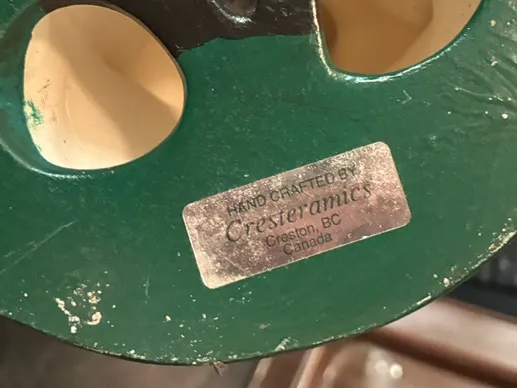 HAND CRAFTED BY
Cresteramics
Creston, BC
Canada